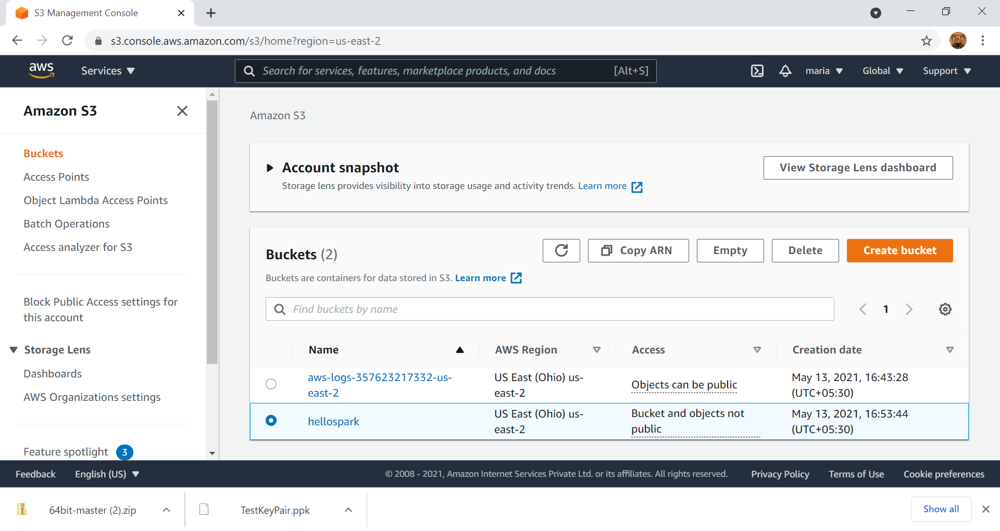 S3 Management Console
s3.console.aws.amazon.com/s3/home?region=us-east-2
aws
Services
Search for services, features, marketplace products, and docs
[Alt+S]
maria
Global
Support
Amazon S3
Buckets
Access Points
Object Lambda Access Points
Batch Operations
Access analyzer for S3
Block Public Access settings for
this account
Storage Lens
Dashboards
AWS Organizations settings
Feature spotlight 3
Amazon S3
Account snapshot
Storage lens provides visibility into storage usage and activity trends. Learn more
View Storage Lens dashboard
Buckets (2)
Copy ARN
Empty
Delete
Create bucket
Buckets are containers for data stored in S3. Learn more
Find buckets by name
1
Name
AWS Region
Access
Creation date
aws-logs-357623217332-us-
east-2
US East (Ohio) us-
east-2
Objects can be public
May 13, 2021, 16:43:28
(UTC+05:30)
hellospark
US East (Ohio) us-
east-2
Bucket and objects not
public
May 13, 2021, 16:53:44
(UTC+05:30)
Feedback
English (US)
© 2008 - 2021, Amazon Internet Services Private Ltd. or its affiliates. All rights reserved.
Privacy Policy
Terms of Use
Cookie preferences
64bit-master (2).zip
TestKeyPair.ppk
Show all